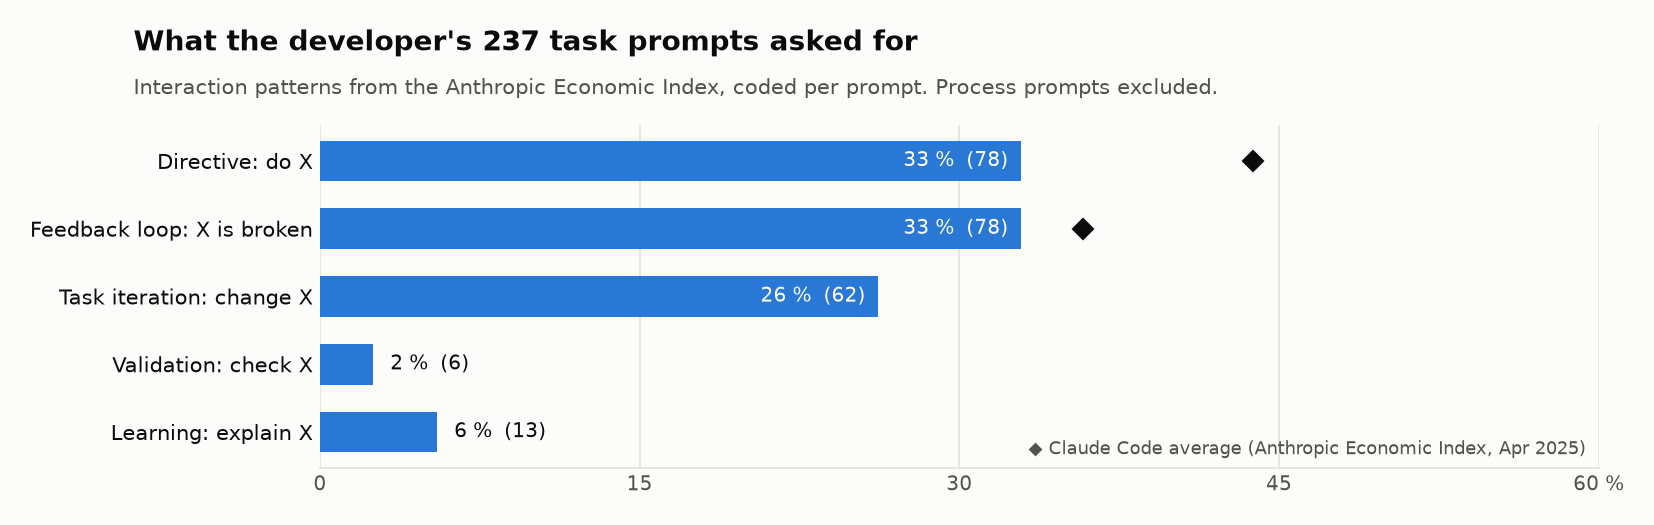 What the developer's 237 task prompts asked for
Interaction patterns from the Anthropic Economic Index, coded per prompt. Process prompts excluded.
Directive: do X
33 % (78)
Feedback loop: X is broken
33 % (78)
Task iteration: change X
26 % (62)
Validation: check X
2 % (6)
Learning: explain X
6 % (13)
◆ Claude Code average (Anthropic Economic Index, Apr 2025)
0
15
30
45
60 %